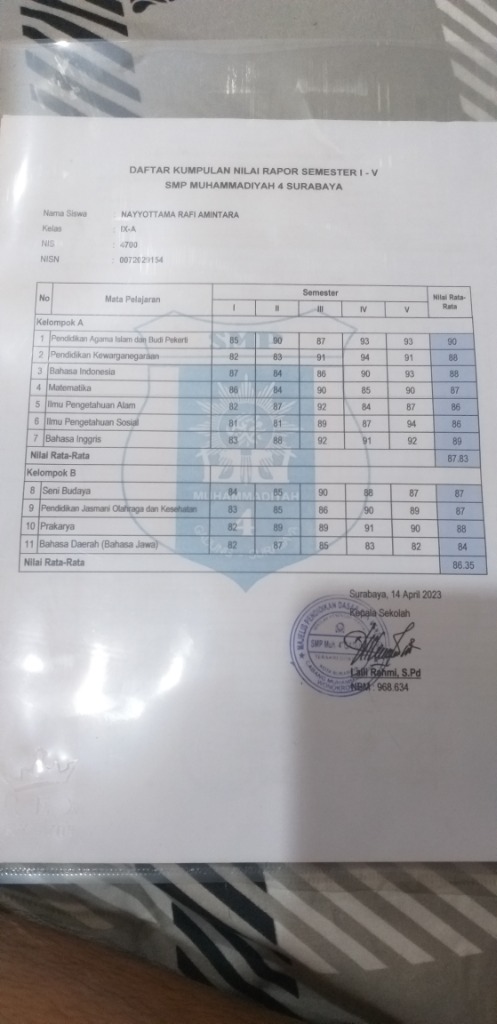 DAFTAR KUMPULAN NILAI RAPOR SEMESTER I - V
SMP MUHAMMADIYAH 4 SURABAYA
Nama Siswa : NAYYOTTAMA RAFI AMINTARA
Kelas : IX-A
NIS : 4700
NISN
No Mata Pelajaran Semester Nilai Rata-Rata
I II III IV V
Kelompok A
1 Pendidikan Agama Islam dan Budi Pekerti 85 90 87 93 93 90
2 Pendidikan Kewarganegaraan 82 83 91 94 91 88
3 Bahasa Indonesia 87 84 86 90 93 88
4 Matematika 86 84 90 85 90 87
5 Ilmu Pengetahuan Alam 82 87 92 84 87 86
6 Ilmu Pengetahuan Sosial 81 81 89 87 94 86
7 Bahasa Inggris 83 88 92 91 92 89
Nilai Rata-Rata 87.83
Kelompok B
8 Seni Budaya 84 85 90 88 87 87
9 Pendidikan Jasmani Olahraga dan Kesehatan 83 85 86 90 89 87
10 Prakarya 82 89 89 91 90 88
11 Bahasa Daerah (Bahasa Jawa) 82 87 85 83 82 84
Nilai Rata-Rata 86.35
SMP
MUHAMMADIYAH
4
Surabaya, 14 April 2023
Kepala Sekolah
MAJELIS PENDIDIKAN DASAR
SMP Muh. 4
Laili Rahmi, S.Pd
NBM : 968.634